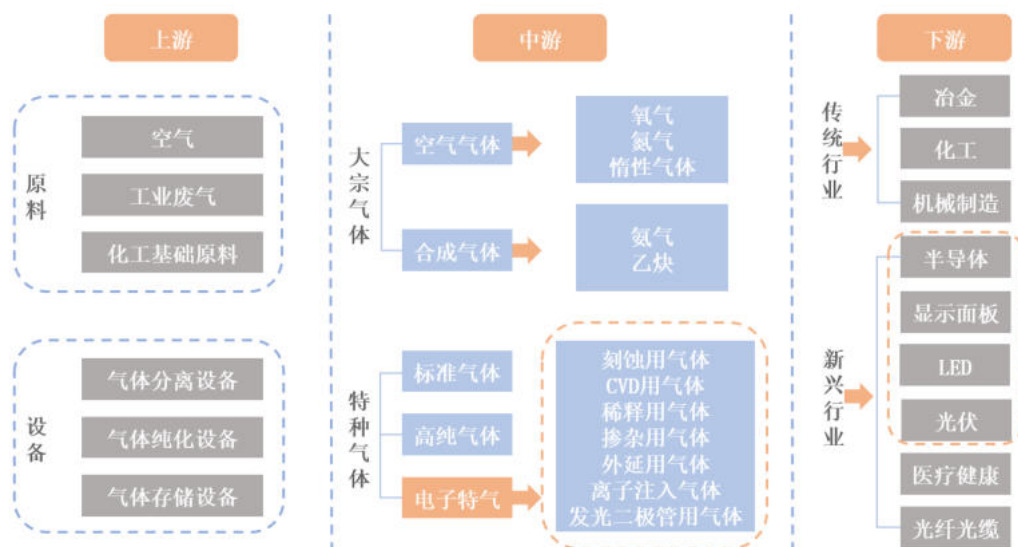 上游
原料
空气
工业废气
化工基础原料
设备
气体分离设备
气体纯化设备
气体存储设备
中游
大宗气体
空气气体
氧气
氮气
惰性气体
合成气体
氨气
乙炔
特种气体
标准气体
高纯气体
电子特气
刻蚀用气体
CVD用气体
稀释用气体
掺杂用气体
外延用气体
离子注入气体
发光二极管用气体
下游
传统行业
冶金
化工
机械制造
新兴行业
半导体
显示面板
LED
光伏
医疗健康
光纤光缆